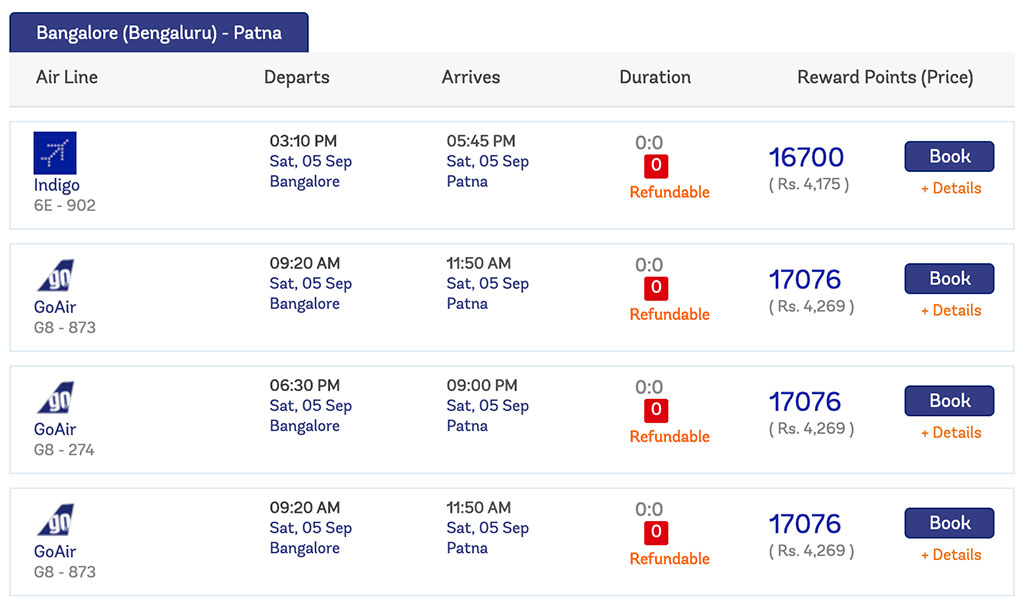 Bangalore (Bengaluru) - Patna
Air Line Departs Arrives Duration Reward Points (Price)
03:10 PM 05:45 PM 0:0
Sat, 05 Sep Sat, 05 Sep 0 16700 Book
Indigo Bangalore Patna Refundable ( Rs. 4,175 ) + Details
6E - 902
go 09:20 AM 11:50 AM 0:0
Sat, 05 Sep Sat, 05 Sep 0 17076 Book
GoAir Bangalore Patna Refundable ( Rs. 4,269 ) + Details
G8 - 873
go 06:30 PM 09:00 PM 0:0
Sat, 05 Sep Sat, 05 Sep 0 17076 Book
GoAir Bangalore Patna Refundable ( Rs. 4,269 ) + Details
G8 - 274
go 09:20 AM 11:50 AM 0:0
Sat, 05 Sep Sat, 05 Sep 0 17076 Book
GoAir Bangalore Patna Refundable ( Rs. 4,269 ) + Details
G8 - 873